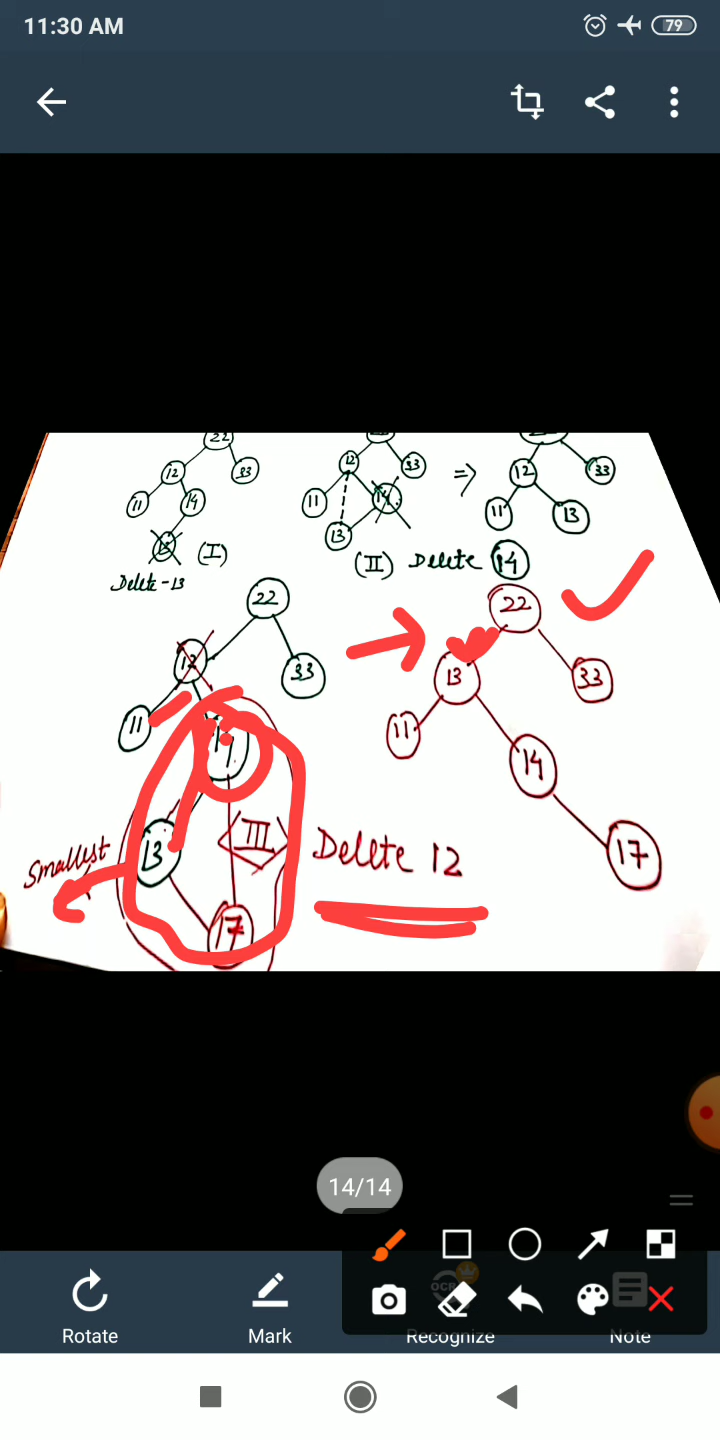 11:30 AM
79
22
12
33
11
14
(I)
Delete-13
12
33
11
13
(II) Delete 14
=>
12
33
11
13
22
12
33
11
13
17
Smallest
III
Delete 12
22
13
33
11
14
17
14/14
OCR
Rotate
Mark
Recognize
Note